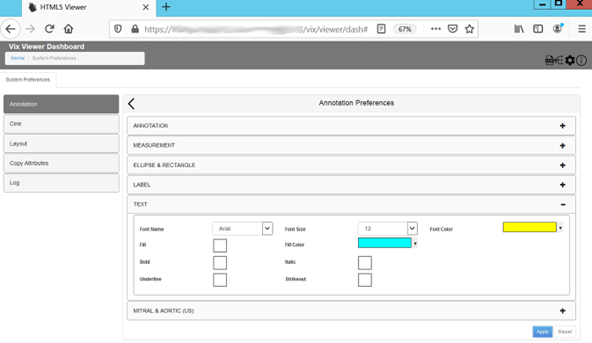 HTML5 Viewer
https:// /vix/viewer/dash#
67%
Vix Viewer Dashboard
Home System Preferences
System Preferences
Annotation
Cine
Layout
Copy Attributes
Log
Annotation Preferences
ANNOTATION
MEASUREMENT
ELLIPSE & RECTANGLE
LABEL
TEXT
Font Name Arial Font Size 12 Font Color
Fill Fill Color
Bold Italic
Underline Strikeout
MITRAL & AORTIC (US)
Apply Reset